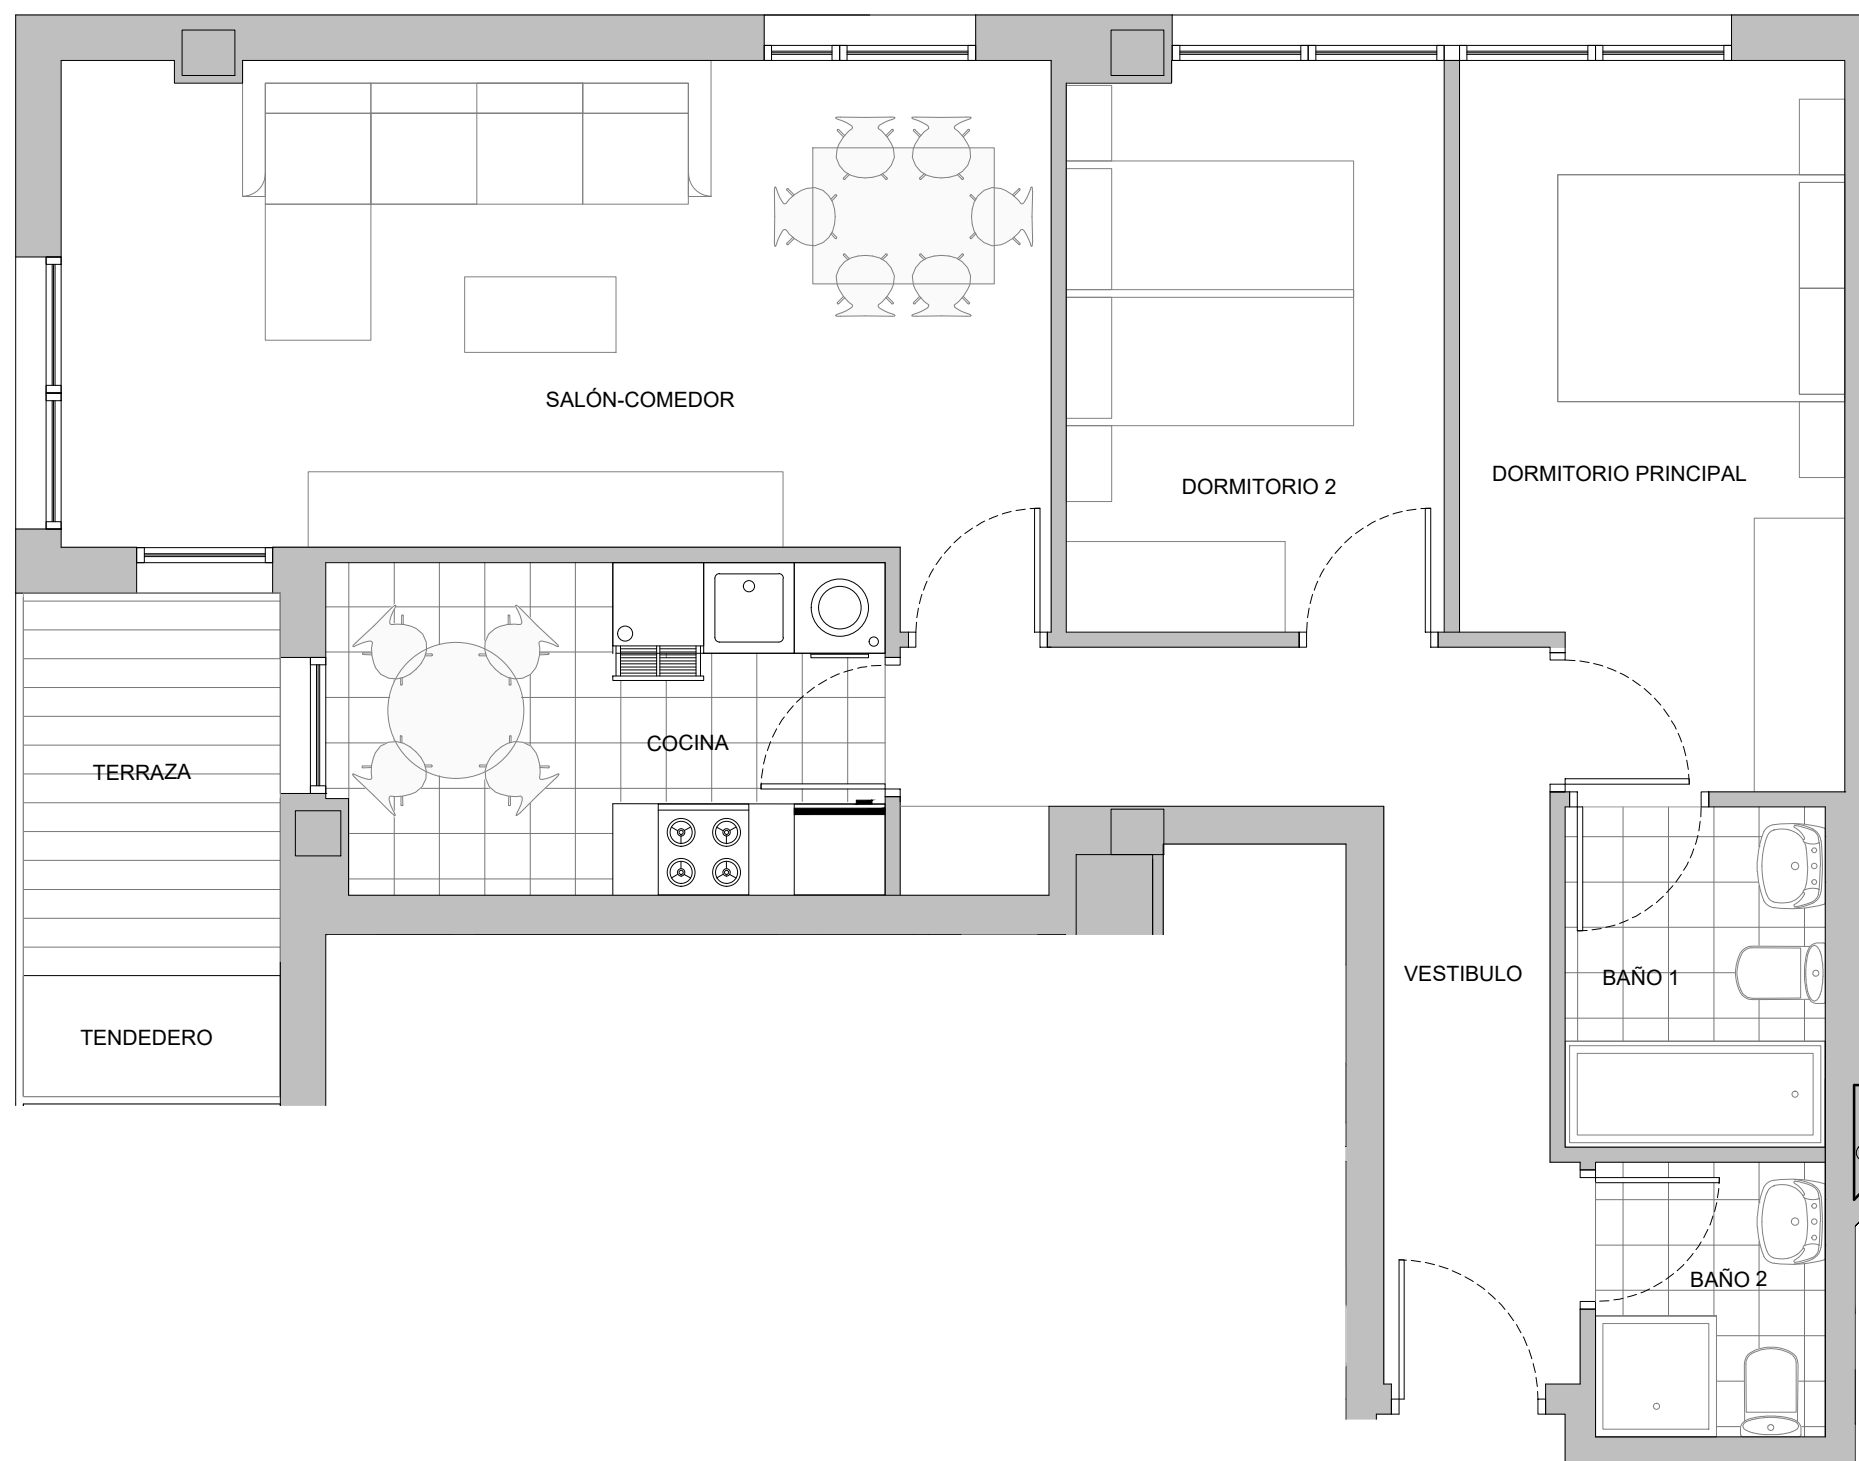 SALÓN-COMEDOR
DORMITORIO 2
DORMITORIO PRINCIPAL
COCINA
TERRAZA
VESTIBULO
BAÑO 1
TENDEDERO
BAÑO 2